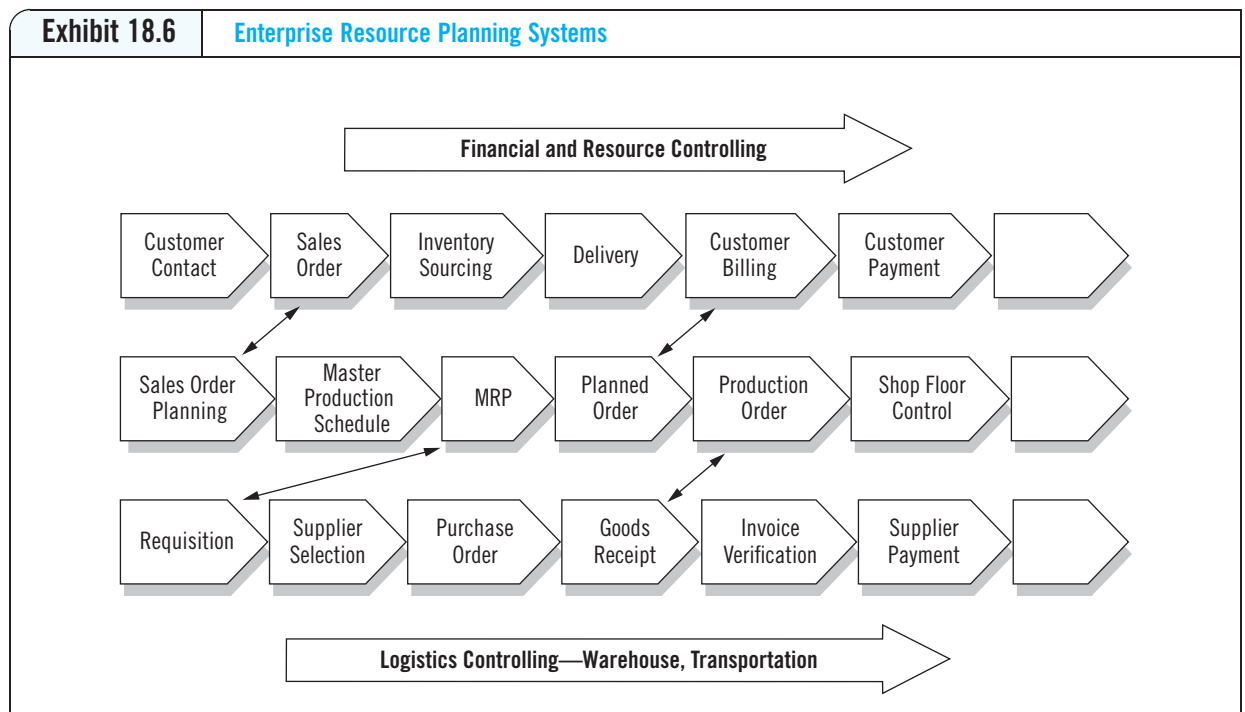 Exhibit 18.6
Enterprise Resource Planning Systems
Financial and Resource Controlling
Customer
Contact
Sales
Order
Inventory
Sourcing
Delivery
Customer
Billing
Customer
Payment
Sales Order
Planning
Master
Production
Schedule
MRP
Planned
Order
Production
Order
Shop Floor
Control
Requisition
Supplier
Selection
Purchase
Order
Goods
Receipt
Invoice
Verification
Supplier
Payment
Logistics Controlling—Warehouse, Transportation